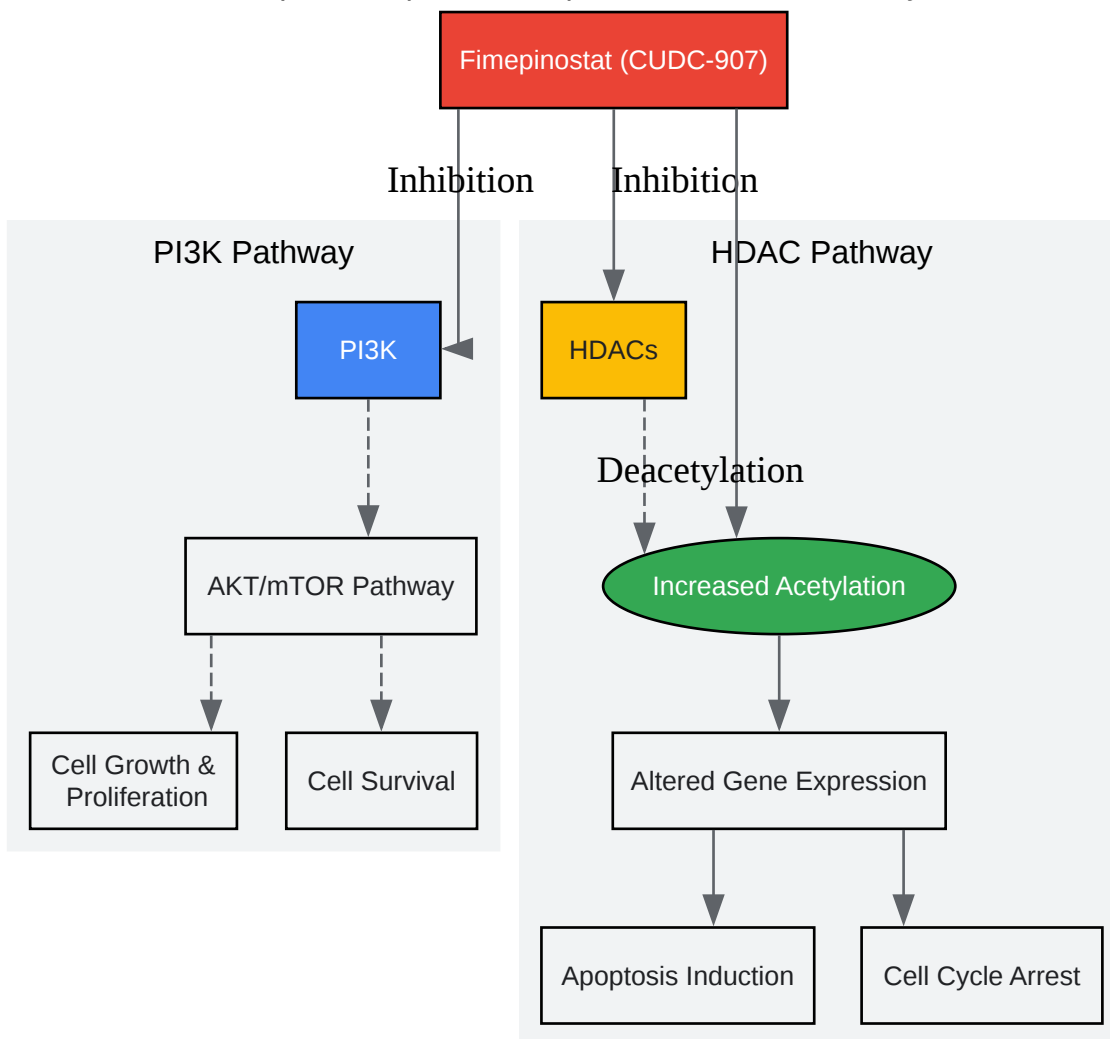 Fimepinostat (CUDC-907)
Inhibition
Inhibition
PI3K Pathway
HDAC Pathway
PI3K
HDACs
Deacetylation
AKT/mTOR Pathway
Increased Acetylation
Cell Growth &
Proliferation
Cell Survival
Altered Gene Expression
Apoptosis Induction
Cell Cycle Arrest